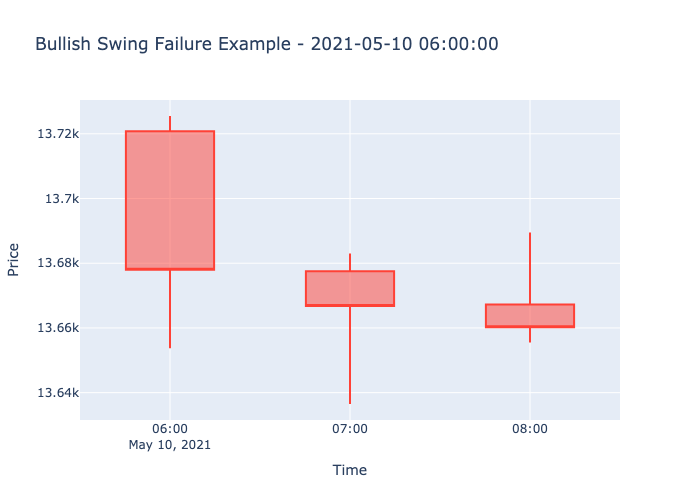 Bullish Swing Failure Example - 2021-05-10 06:00:00
13.72k
13.7k
13.68k
13.66k
13.64k
Price
06:00
May 10, 2021
07:00
08:00
Time